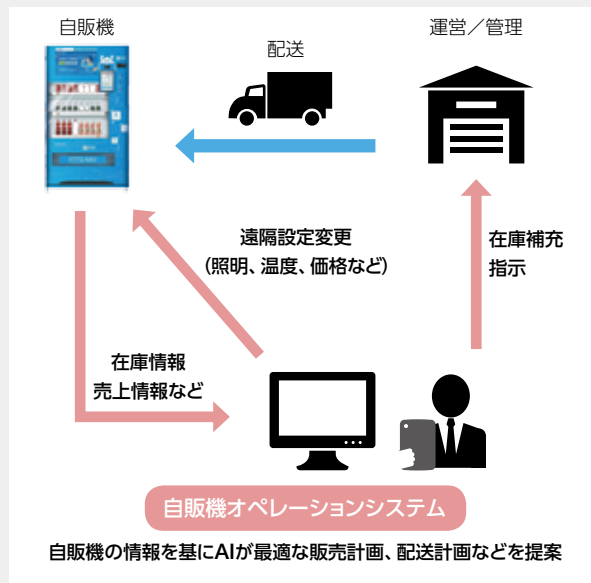 自販機
配送
運営／管理
遠隔設定変更
(照明、温度、価格など)
在庫補充
指示
在庫情報
売上情報など
自販機オペレーションシステム
自販機の情報を基にAIが最適な販売計画、配送計画などを提案